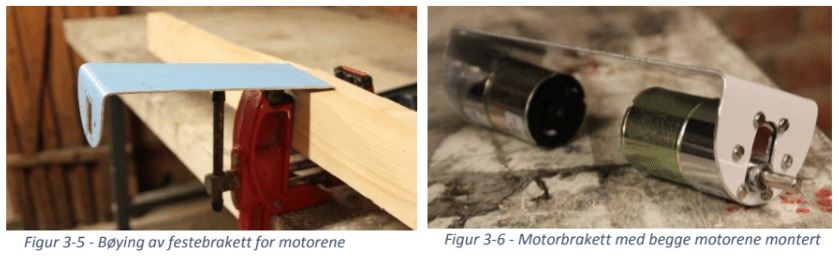 Figur 3-5 - Bøying av festebrakett for motorene
Figur 3-6 - Motorbrakett med begge motorene montert